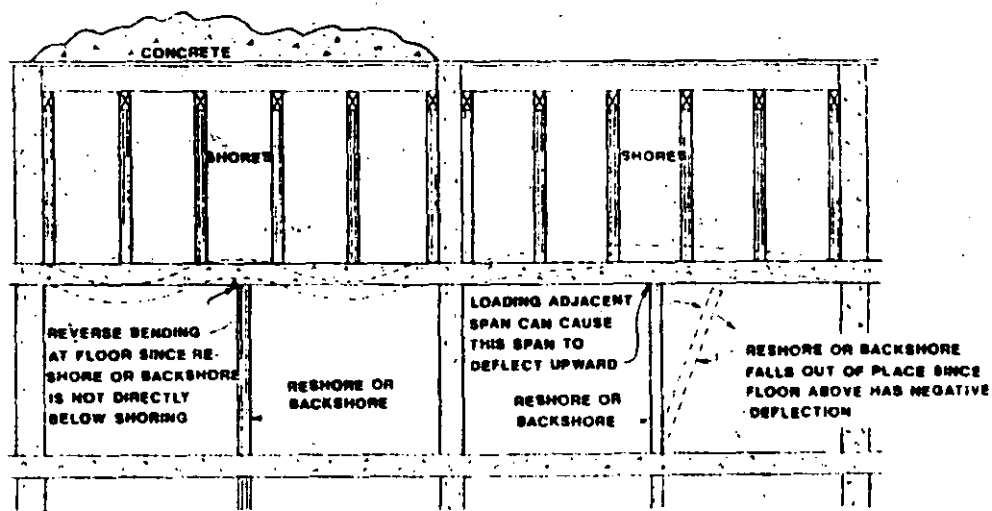 CONCRETE
SHORES
SHORES
REVERSE BENDING
AT FLOOR SINCE RE-
SHORE OR BACKSHORE
IS NOT DIRECTLY
BELOW SHORING
RESHORE OR
BACKSHORE
LOADING ADJACENT
SPAN CAN CAUSE
THIS SPAN TO
DEFLECT UPWARD
RESHORE OR
BACKSHORE
RESHORE OR BACKSHORE
FALLS OUT OF PLACE SINCE
FLOOR ABOVE HAS NEGATIVE
DEFLECTION